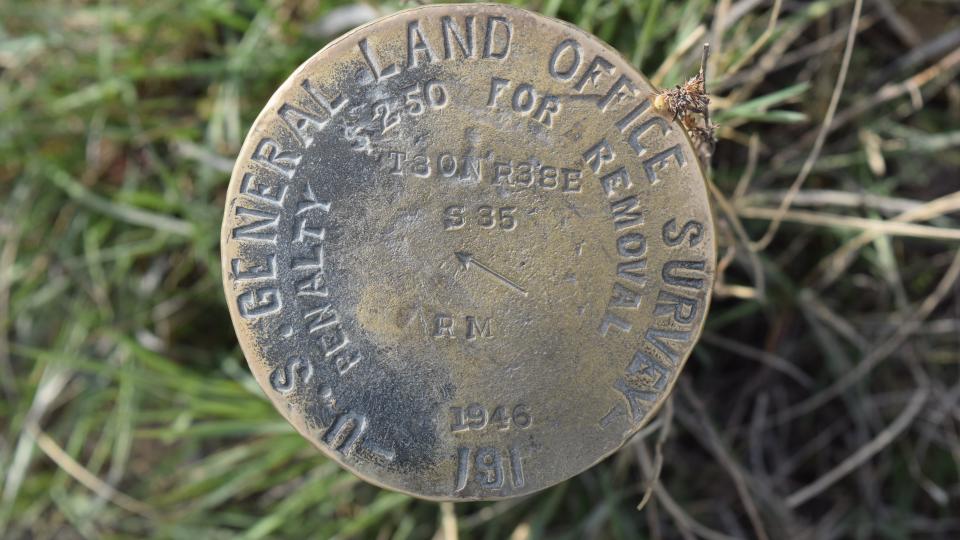 U.S. GENERAL LAND OFFICE SURVEY
PENALTY $250 FOR REMOVAL
T30N R38E
S 35
RM
1946
191